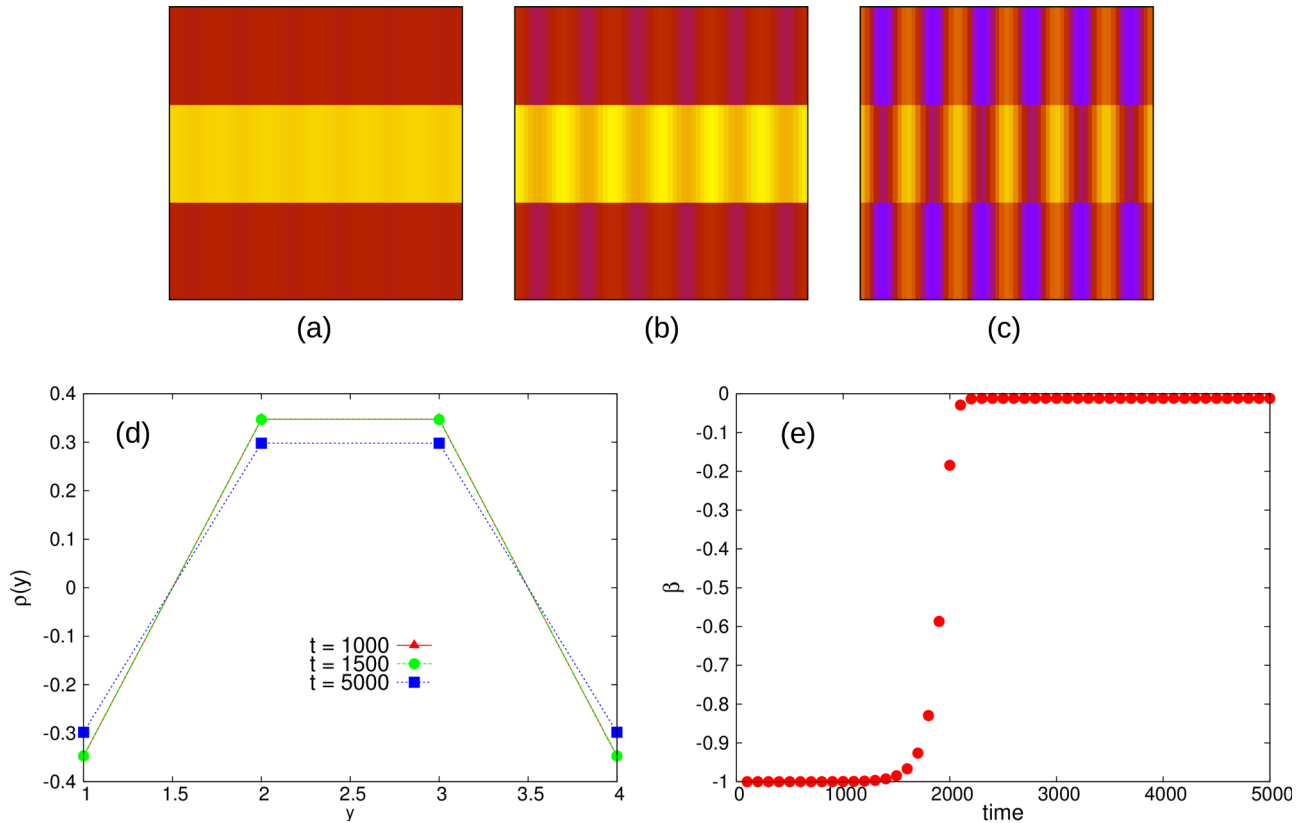 (a)
(b)
(c)
(d)
0.4
0.3
0.2
0.1
0
-0.1
-0.2
-0.3
-0.4
ρ(y)
t = 1000
t = 1500
t = 5000
1
1.5
2
2.5
3
3.5
4
y
(e)
0
-0.1
-0.2
-0.3
-0.4
-0.5
-0.6
-0.7
-0.8
-0.9
-1
β
0
1000
2000
3000
4000
5000
time